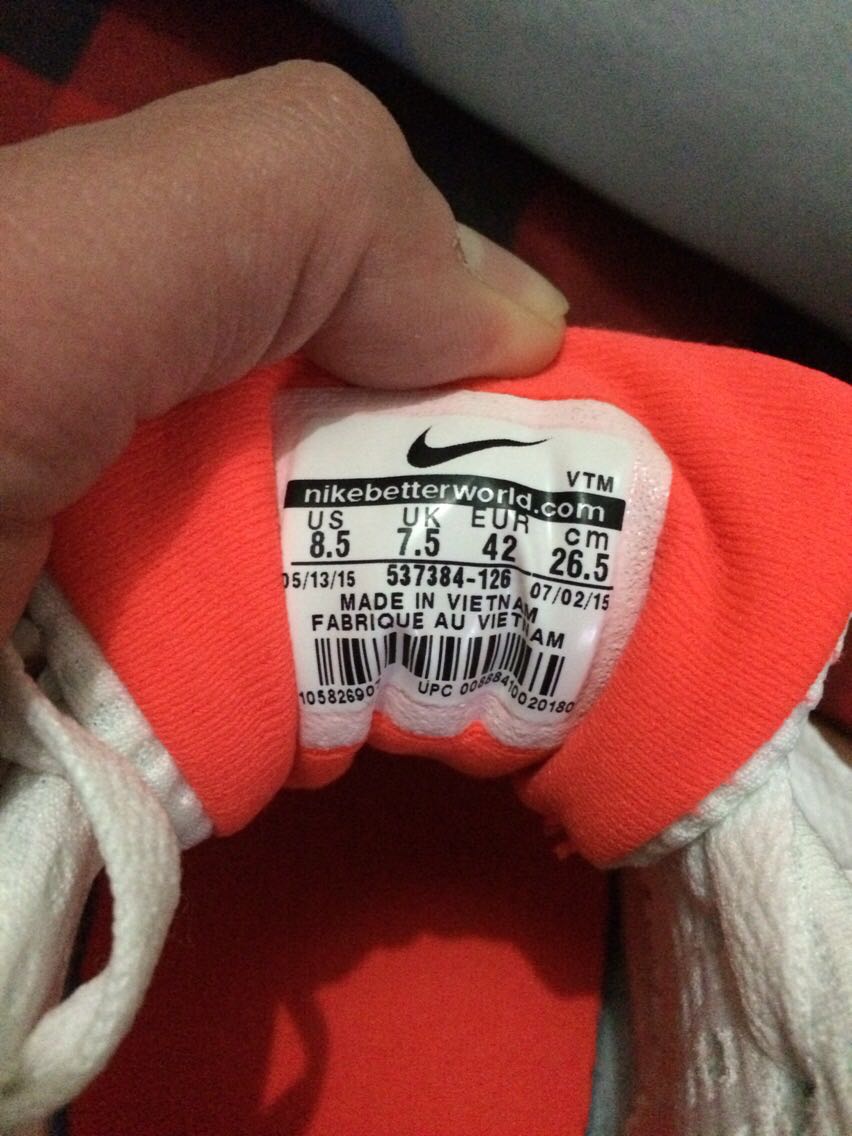 VTM
nikebetterworld.com
US UK EUR cm
8.5 7.5 42 26.5
05/13/15 537384-126 07/02/15
MADE IN VIETNAM
FABRIQUE AU VIETNAM
UPC